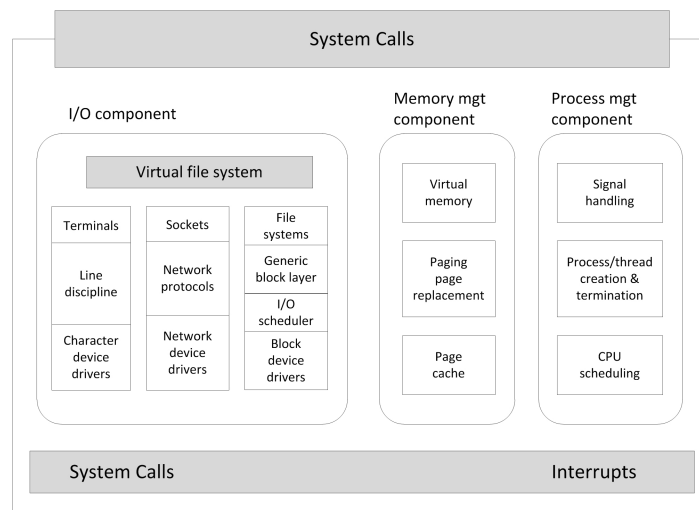 System Calls
I/O component
Memory mgt
component
Process mgt
component
Virtual file system
Terminals
Line
discipline
Character
device
drivers
Sockets
Network
protocols
Network
device
drivers
File
systems
Generic
block layer
I/O
scheduler
Block
device
drivers
Virtual
memory
Paging
page
replacement
Page
cache
Signal
handling
Process/thread
creation &
termination
CPU
scheduling
System Calls
Interrupts